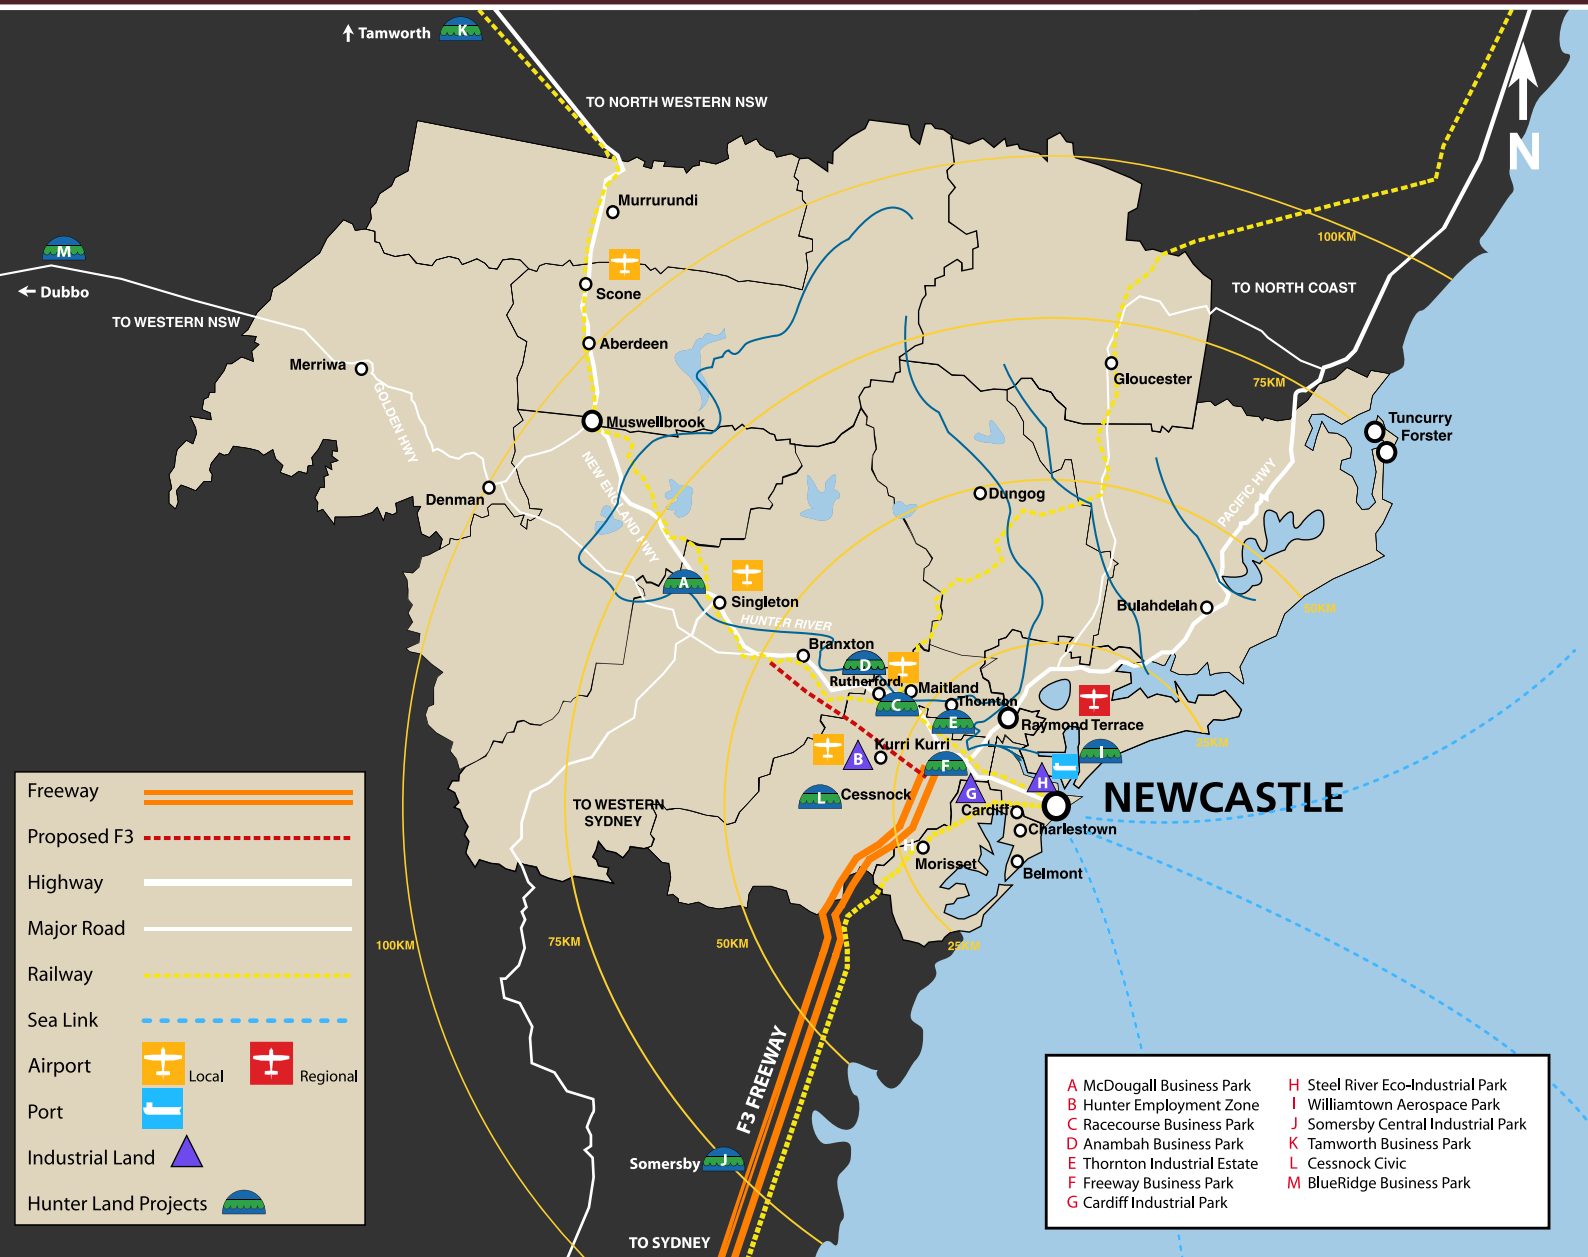 Tamworth
K
TO NORTH WESTERN NSW
N
Murrurundi
100KM
M
Dubbo
Scone
TO NORTH COAST
TO WESTERN NSW
Aberdeen
Merriwa
GOLDEN HWY
Gloucester
75KM
Muswellbrook
Tuncurry
Forster
NEW ENGLAND HWY
PACIFIC HWY
Denman
Dungog
A
Singleton
Bulahdelah
50KM
HUNTER RIVER
Branxton
D
Rutherford
Maitland
C
Thornton
E
Raymond Terrace
25KM
Kurri Kurri
B
F
I
H
G
L
Cessnock
NEWCASTLE
Cardiff
TO WESTERN
SYDNEY
Charlestown
H
Morisset
Belmont
100KM
75KM
50KM
25KM
F3 FREEWAY
Somersby
J
TO SYDNEY
Freeway
Proposed F3
Highway
Major Road
Railway
Sea Link
Airport
Local
Regional
Port
Industrial Land
Hunter Land Projects
A McDougall Business Park
B Hunter Employment Zone
C Racecourse Business Park
D Anambah Business Park
E Thornton Industrial Estate
F Freeway Business Park
G Cardiff Industrial Park
H Steel River Eco-Industrial Park
I Williamtown Aerospace Park
J Somersby Central Industrial Park
K Tamworth Business Park
L Cessnock Civic
M BlueRidge Business Park